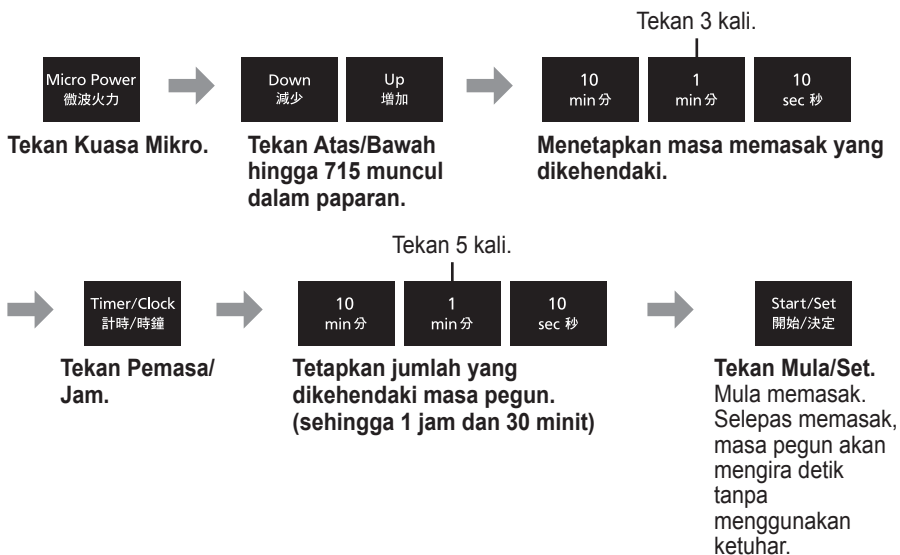 Tekan 3 kali.
Micro Power
微波火力
Down
減少
Up
増加
10
min 分
1
min 分
10
sec 秒
Tekan Kuasa Mikro.
Tekan Atas/Bawah
hingga 715 muncul
dalam paparan.
Menetapkan masa memasak yang
dikehendaki.
Tekan 5 kali.
Timer/Clock
計時/時鐘
10
min 分
1
min 分
10
sec 秒
Start/Set
開始/決定
Tekan Pemasa/
Jam.
Tetapkan jumlah yang
dikehendaki masa pegun.
(sehingga 1 jam dan 30 minit)
Tekan Mula/Set.
Mula memasak.
Selepas memasak,
masa pegun akan
mengira detik
tanpa
menggunakan
ketuhar.